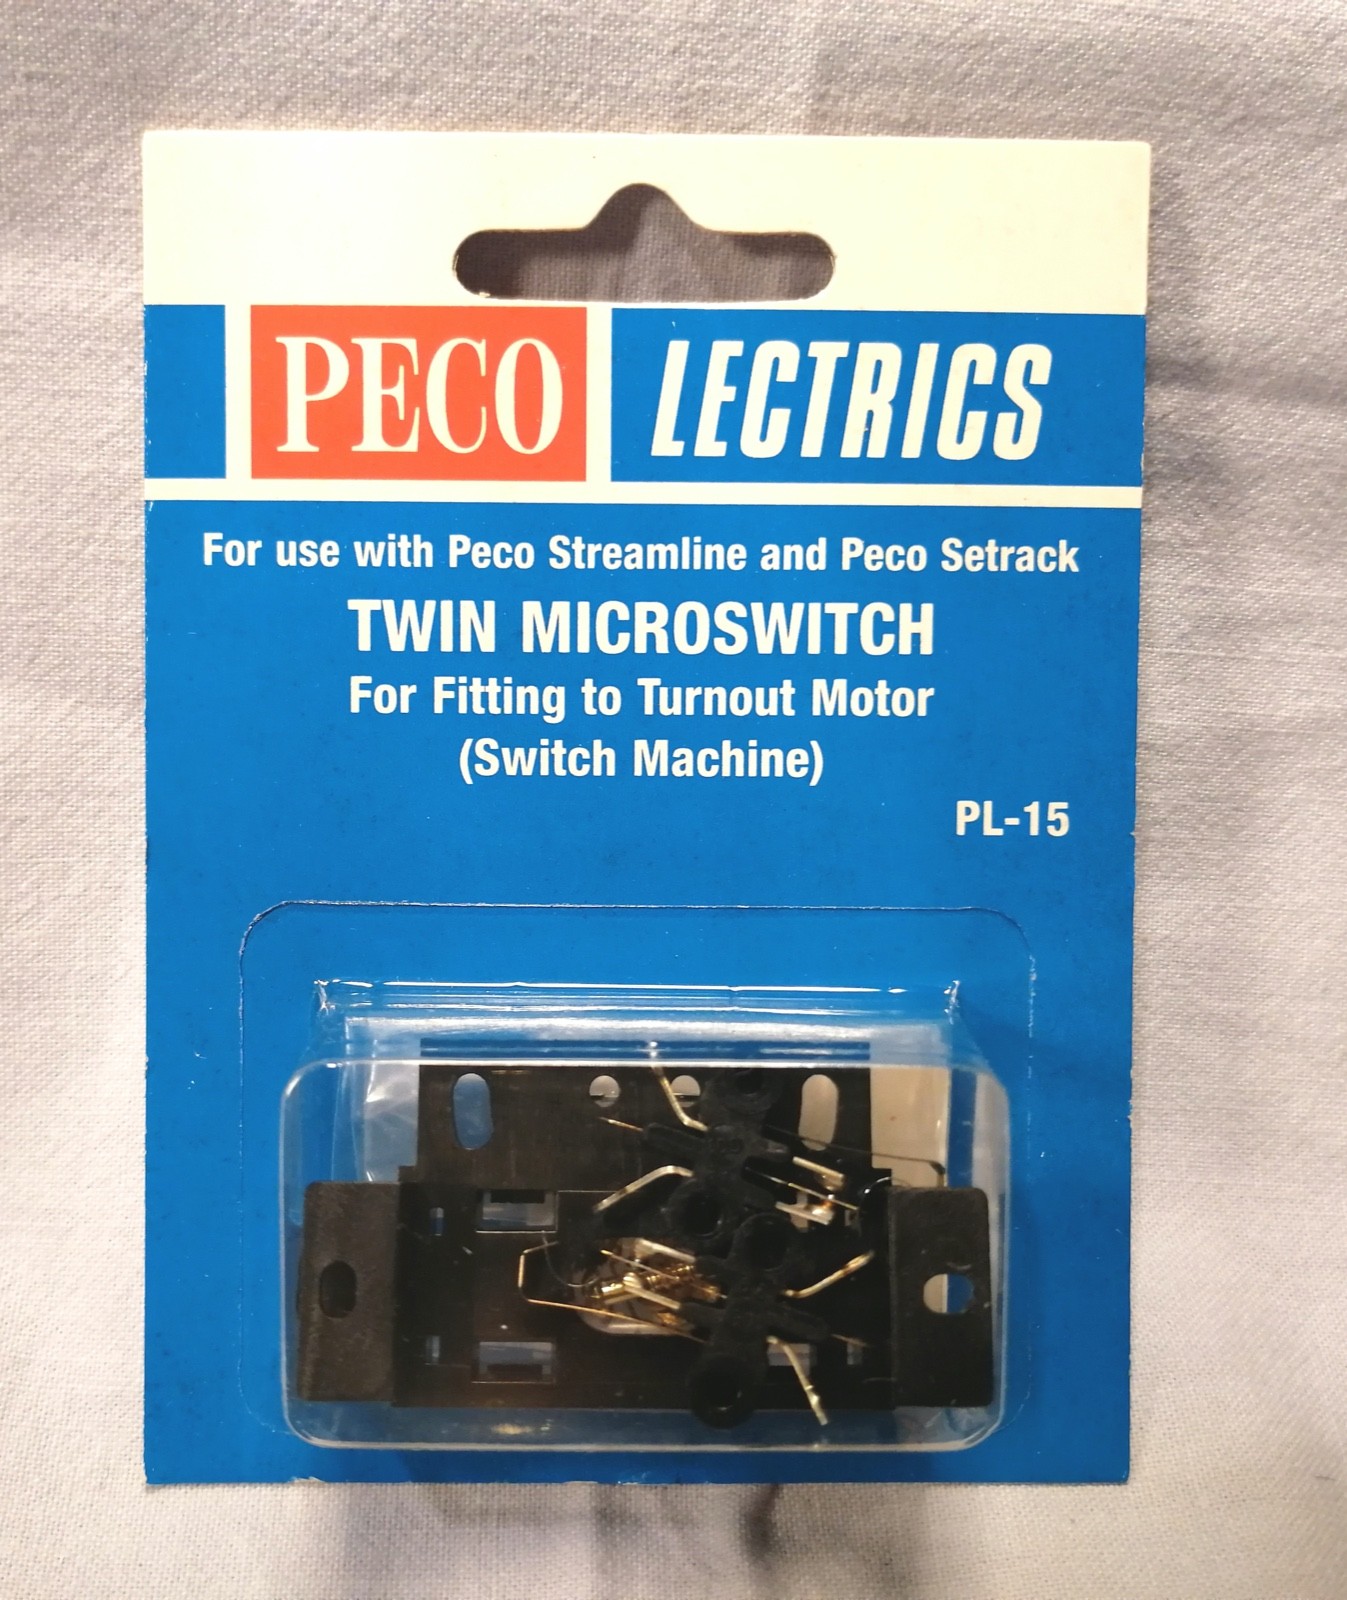 PECO LECTRICS
For use with Peco Streamline and Peco Setrack
TWIN MICROSWITCH
For Fitting to Turnout Motor
(Switch Machine)
PL-15